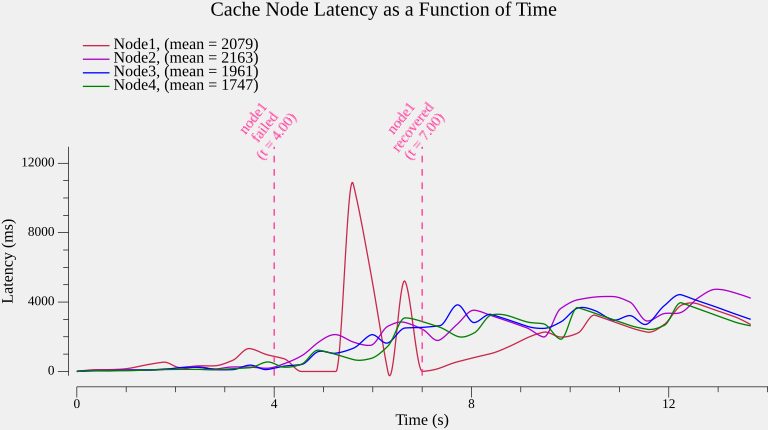 Cache Node Latency as a Function of Time
Node1, (mean = 2079)
Node2, (mean = 2163)
Node3, (mean = 1961)
Node4, (mean = 1747)
node1
failed
(t = 4.00)
node1
recovered
(t = 7.00)
12000
8000
4000
0
Latency (ms)
0 4 8 12
Time (s)